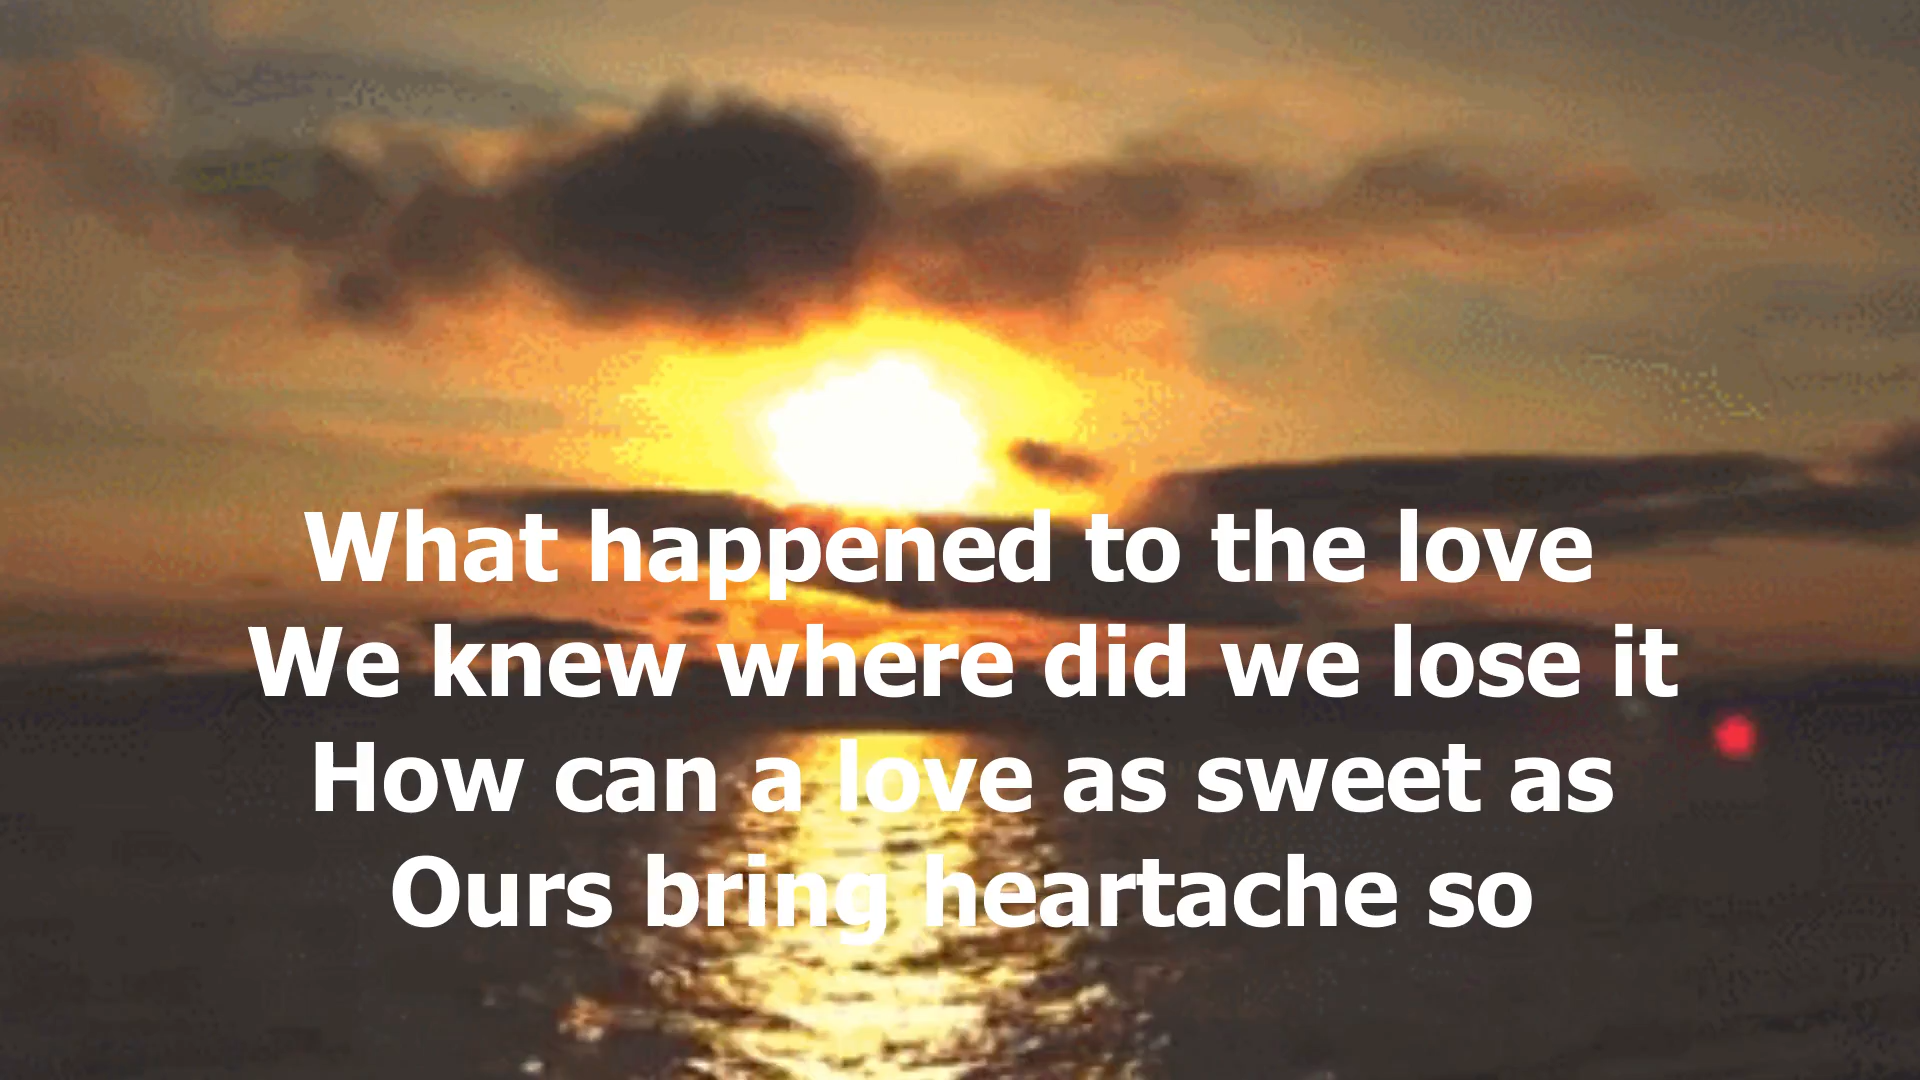 What happened to the love
We knew where did we lose it
How can a love as sweet as
Ours bring heartache so